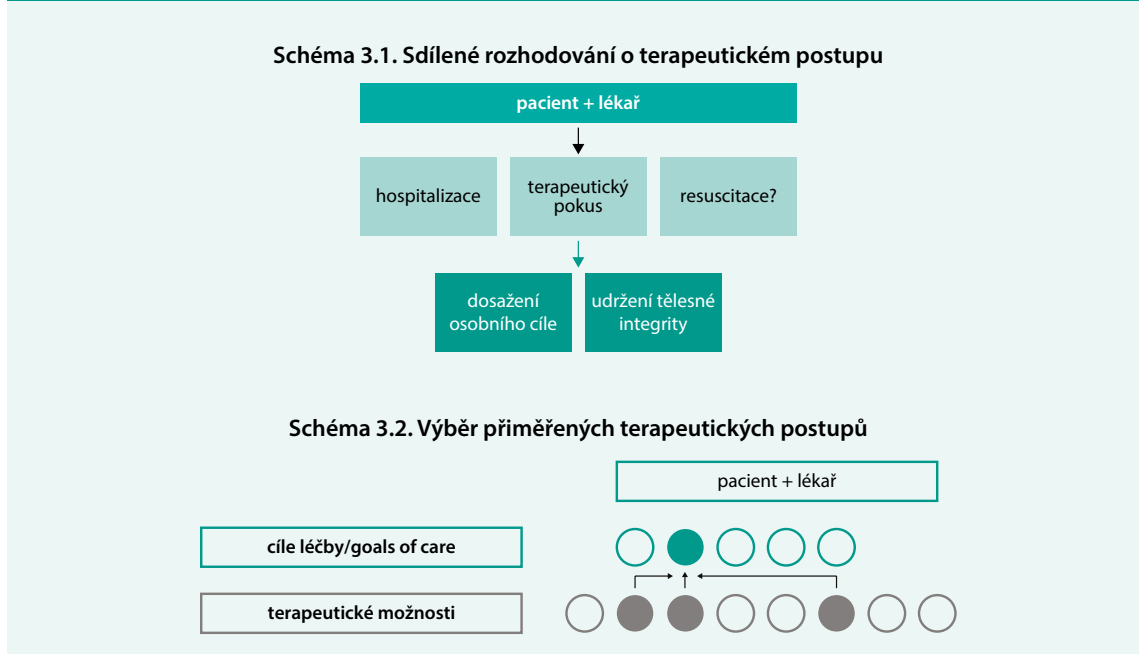 Schéma 3.1. Sdílené rozhodování o terapeutickém postupu
pacient + lékař
hospitalizace
terapeutický
pokus
resuscitace?
dosažení
osobního cíle
udržení tělesné
integrity
Schéma 3.2. Výběr přiměřených terapeutických postupů
pacient + lékař
cíle léčby/goals of care
terapeutické možnosti